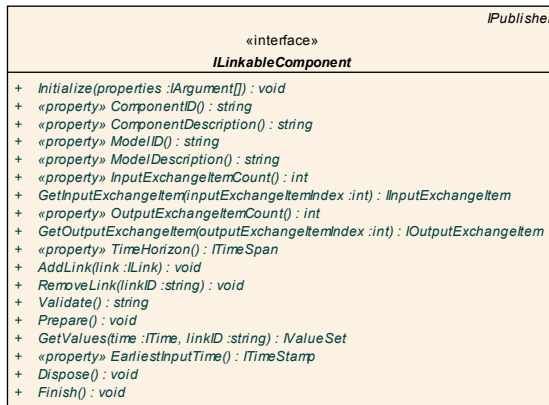 IPublisher
«interface»
ILinkableComponent
+ Initialize(properties :IArgument[]) : void
+ «property» ComponentID() : string
+ «property» ComponentDescription() : string
+ «property» ModelID() : string
+ «property» ModelDescription() : string
+ «property» InputExchangeItemCount() : int
+ GetInputExchangeItem(inputExchangeItemIndex :int) : IInputExchangeItem
+ «property» OutputExchangeItemCount() : int
+ GetOutputExchangeItem(outputExchangeItemIndex :int) : IOutputExchangeItem
+ «property» TimeHorizon() : ITimeSpan
+ AddLink(link :ILink) : void
+ RemoveLink(linkID :string) : void
+ Validate() : string
+ Prepare() : void
+ GetValues(time :ITime, linkID :string) : IValueSet
+ «property» EarliestInputTime() : ITimeStamp
+ Dispose() : void
+ Finish() : void